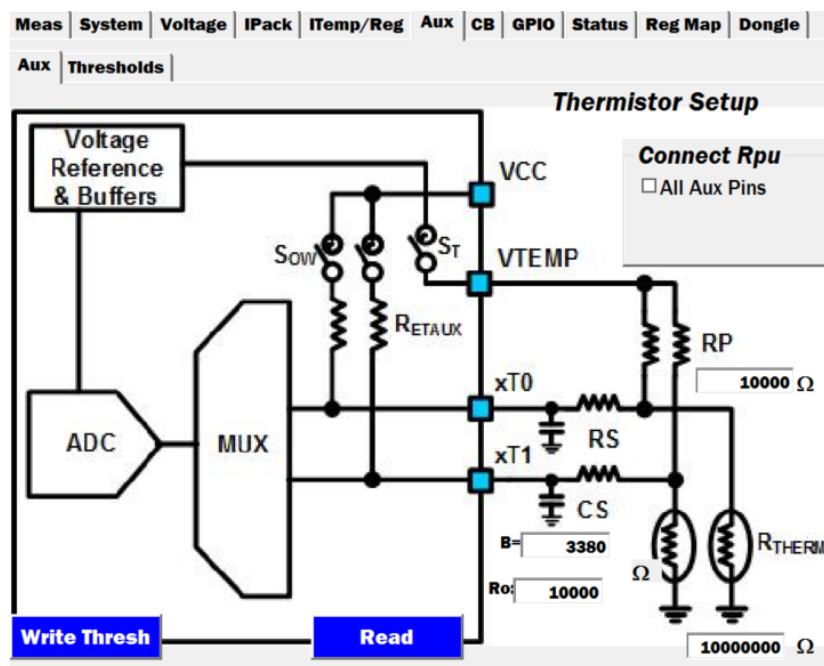 Meas System Voltage IPack ITemp/Reg Aux CB GPIO Status Reg Map Dongle
Aux Thresholds
Thermistor Setup
Voltage
Reference
& Buffers
Connect Rpu
All Aux Pins
VCC
SOW
ST
VTEMP
RETAUX
RP
10000 Ω
xT0
ADC
MUX
RS
xT1
CS
B= 3380
RTHERM
Ω
Ro: 10000
Write Thresh
Read
10000000 Ω